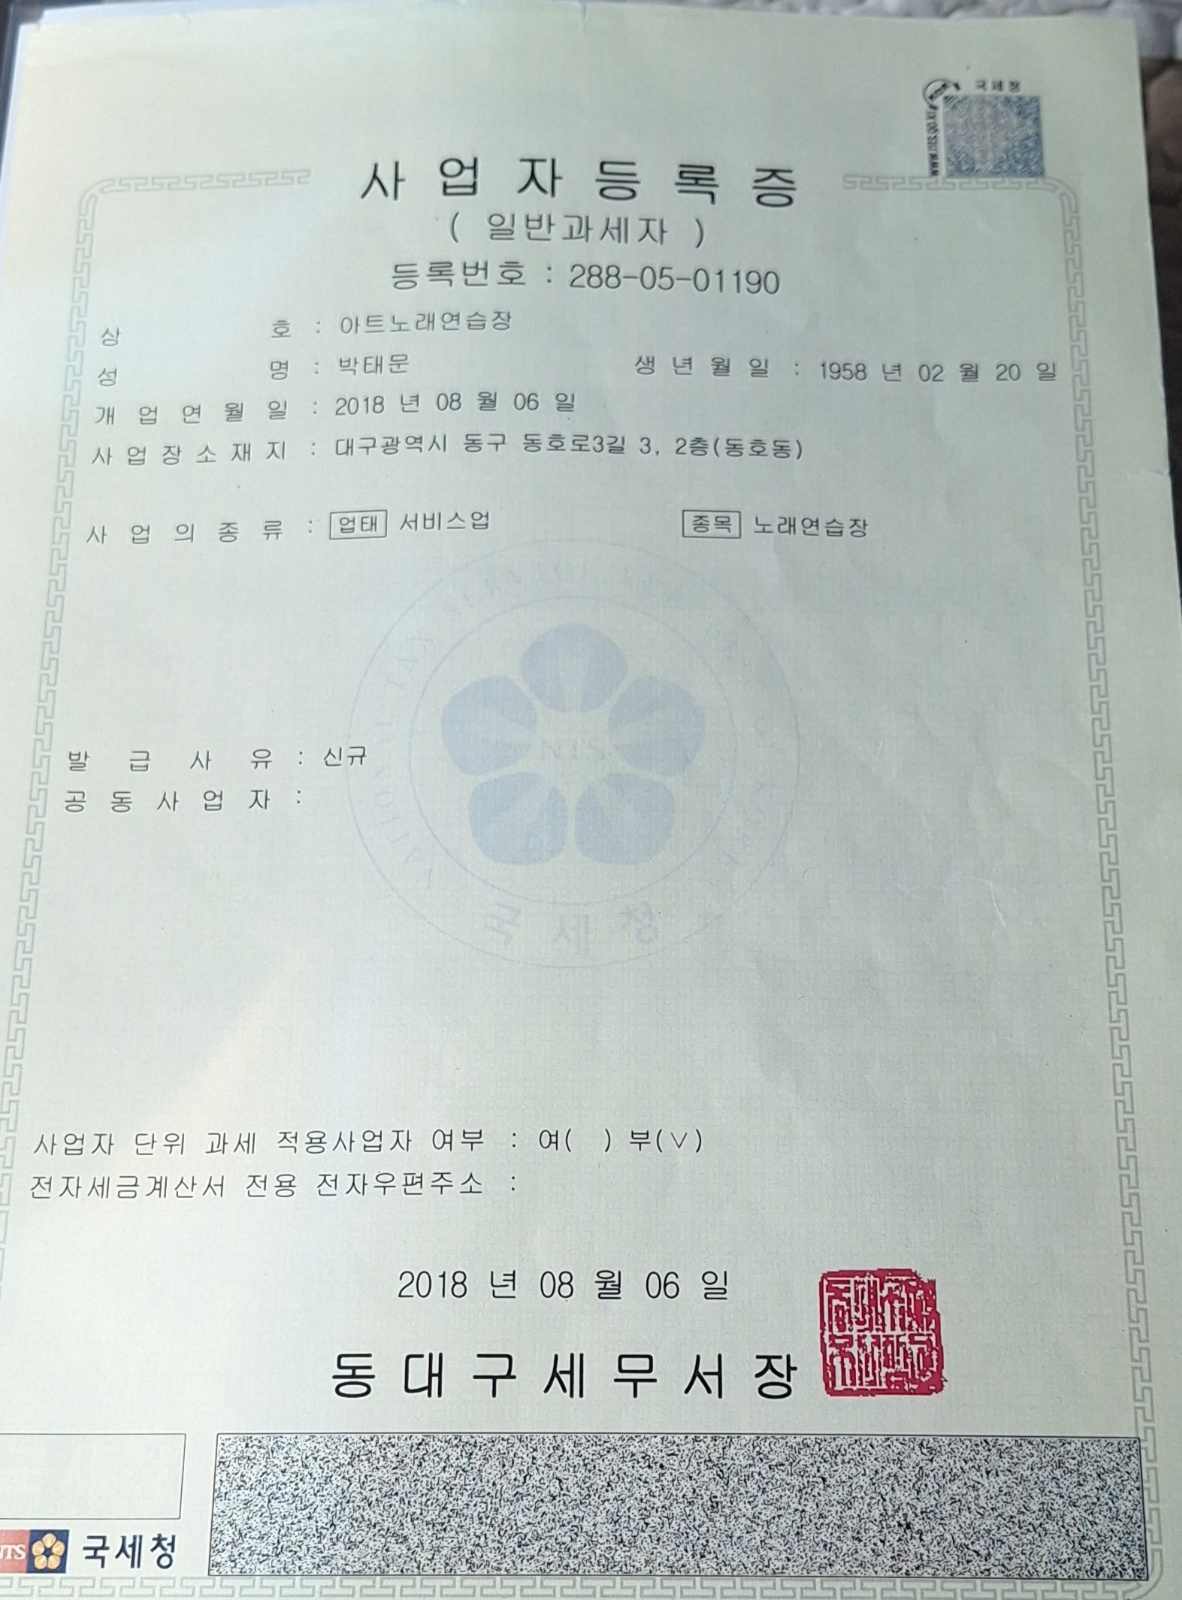 국세청
사업자등록증
( 일반과세자 )
등록번호 : 288-05-01190
상 호 : 아트노래연습장
성 명 : 박태문 생년월일 : 1958 년 02 월 20 일
개업연월일 : 2018 년 08 월 06 일
사업장소재지 : 대구광역시 동구 동호로3길 3, 2층(동호동)
사업의종류 : 업태 서비스업 종목 노래연습장
NTS
국세청
발급사유 : 신규
공동사업자 :
사업자 단위 과세 적용사업자 여부 : 여( ) 부(∨)
전자세금계산서 전용 전자우편주소 :
2018 년 08 월 06 일
동대구세무서장
NTS 국세청